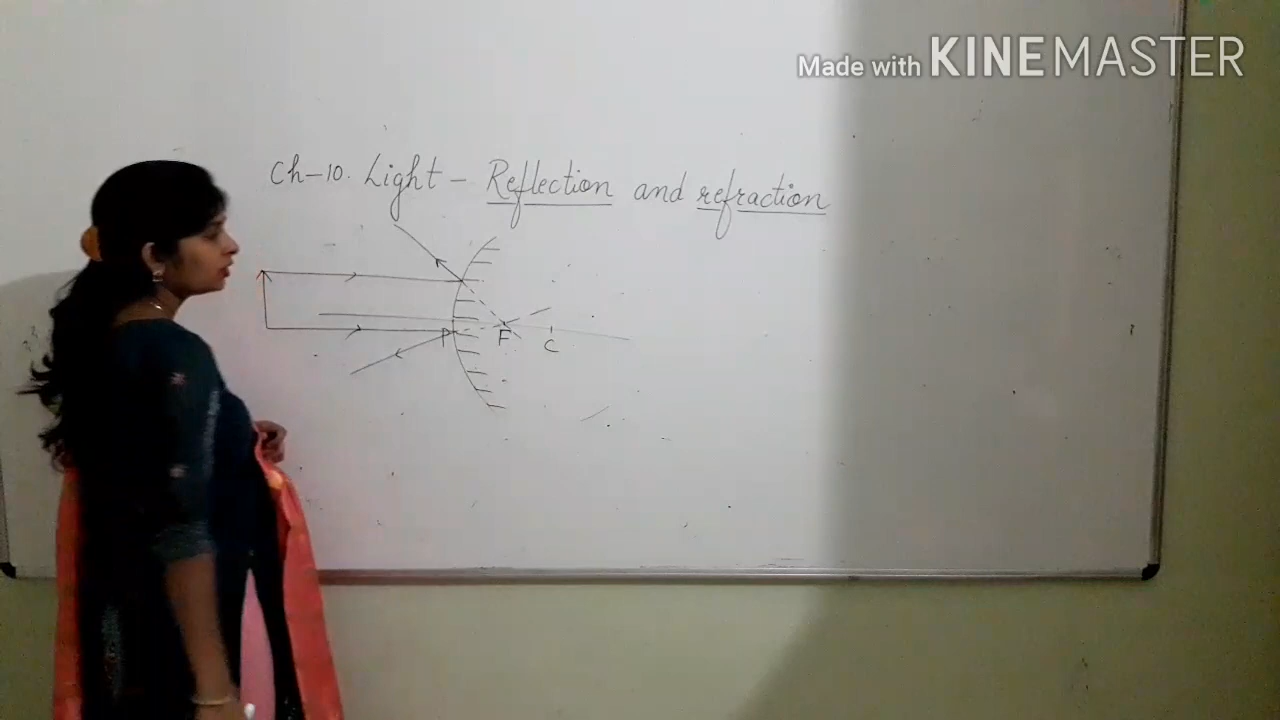 Made with KINEMASTER
Ch-10. Light - Reflection and refraction
P F C